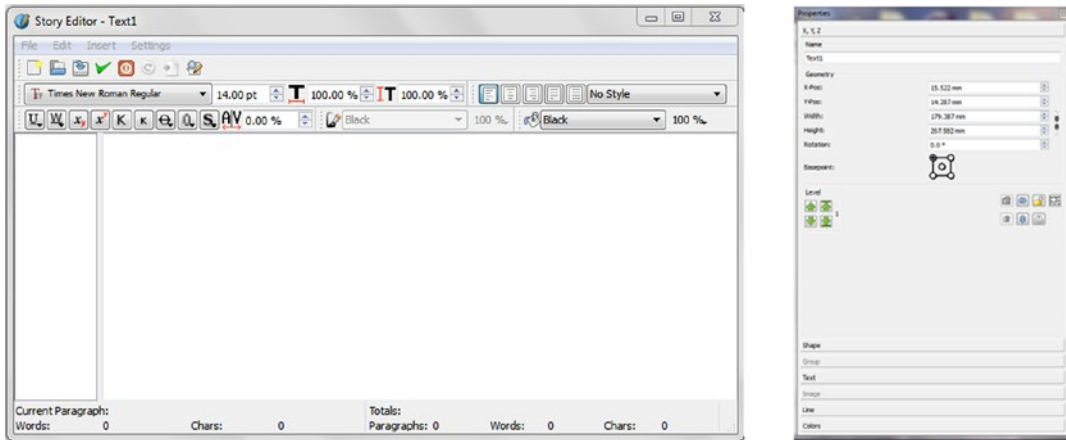 Story Editor - Text1
File Edit Insert Settings
Times New Roman Regular 14.00 pt 100.00 % 100.00 % No Style
0.00 % Black 100 % Black 100 %
Current Paragraph:
Words: 0 Chars: 0
Totals:
Paragraphs: 0 Words: 0 Chars: 0
Properties
X, Y, Z
Name
Text1
Geometry
X-Pos: 15.522 mm
Y-Pos: 14.287 mm
Width: 179.387 mm
Height: 267.592 mm
Rotation: 0.0 °
Basepoint:
Level
1
Shape
Group
Text
Image
Line
Colors